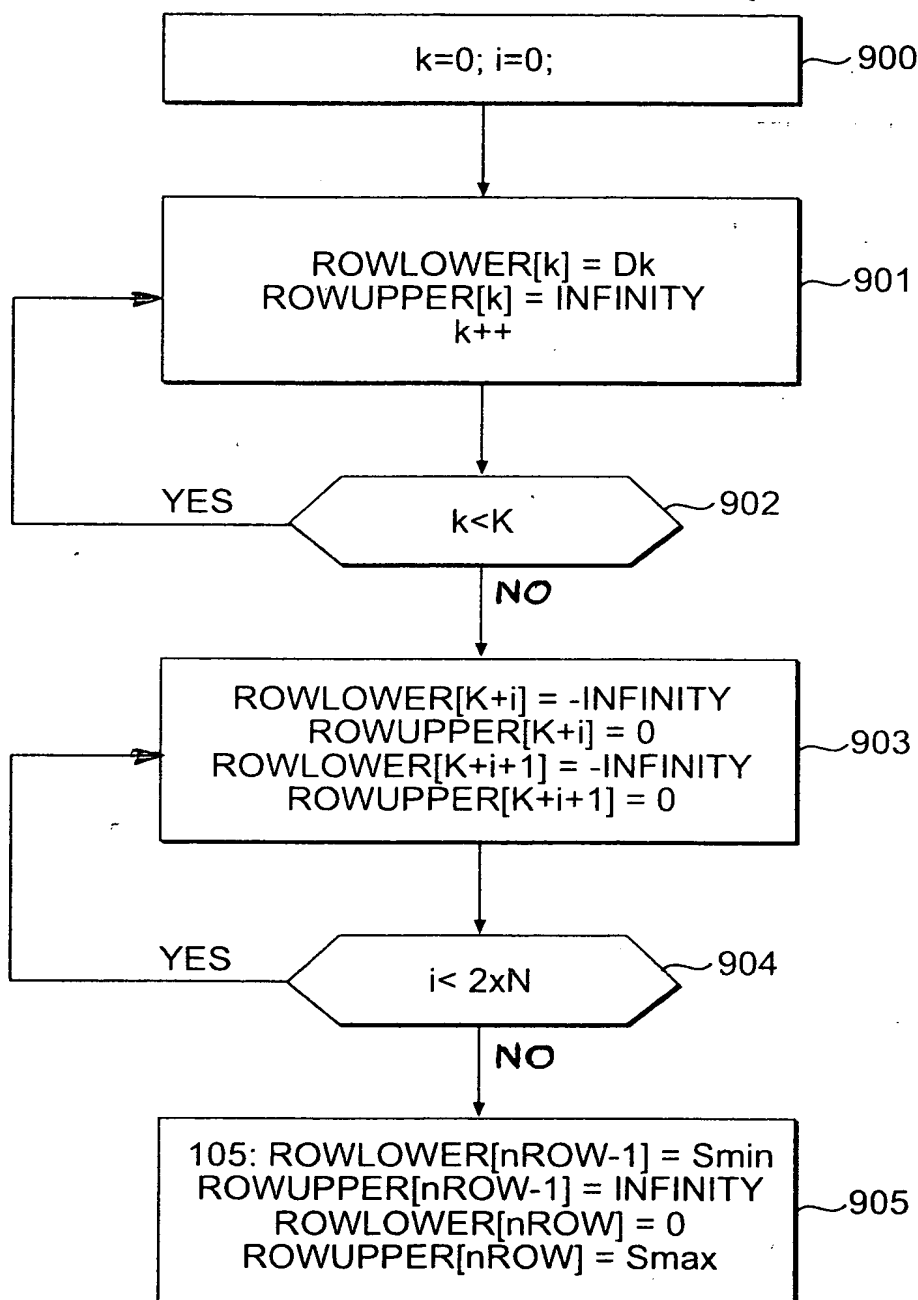 k=0; i=0;
900
ROWLOWER[k] = Dk
ROWUPPER[k] = INFINITY
k++
901
YES
k<K
902
NO
ROWLOWER[K+i] = -INFINITY
ROWUPPER[K+i] = 0
ROWLOWER[K+i+1] = -INFINITY
ROWUPPER[K+i+1] = 0
903
YES
i< 2xN
904
NO
105: ROWLOWER[nROW-1] = Smin
ROWUPPER[nROW-1] = INFINITY
ROWLOWER[nROW] = 0
ROWUPPER[nROW] = Smax
905